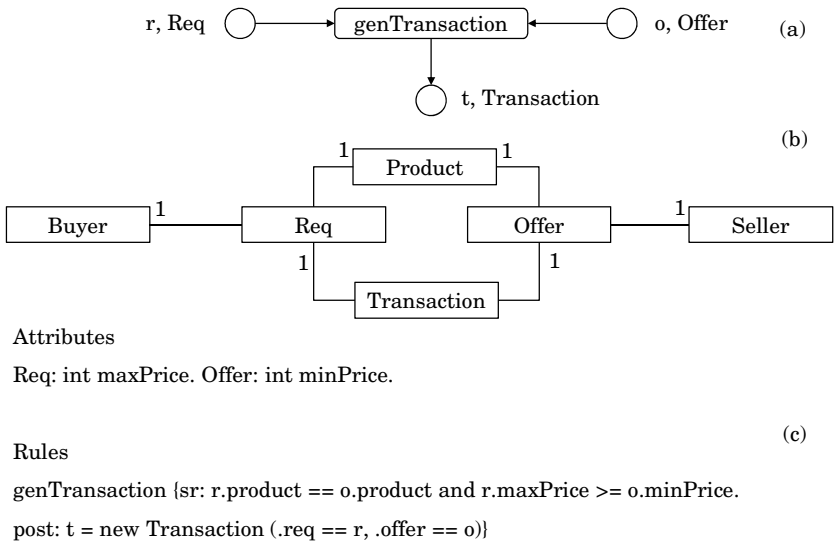 r, Req
genTransaction
o, Offer
(a)
t, Transaction
(b)
1
1
Product
Buyer
1
Req
Offer
1
Seller
1
1
Transaction
Attributes
Req: int maxPrice. Offer: int minPrice.
(c)
Rules
genTransaction {sr: r.product == o.product and r.maxPrice >= o.minPrice.
post: t = new Transaction (.req == r, .offer == o)}